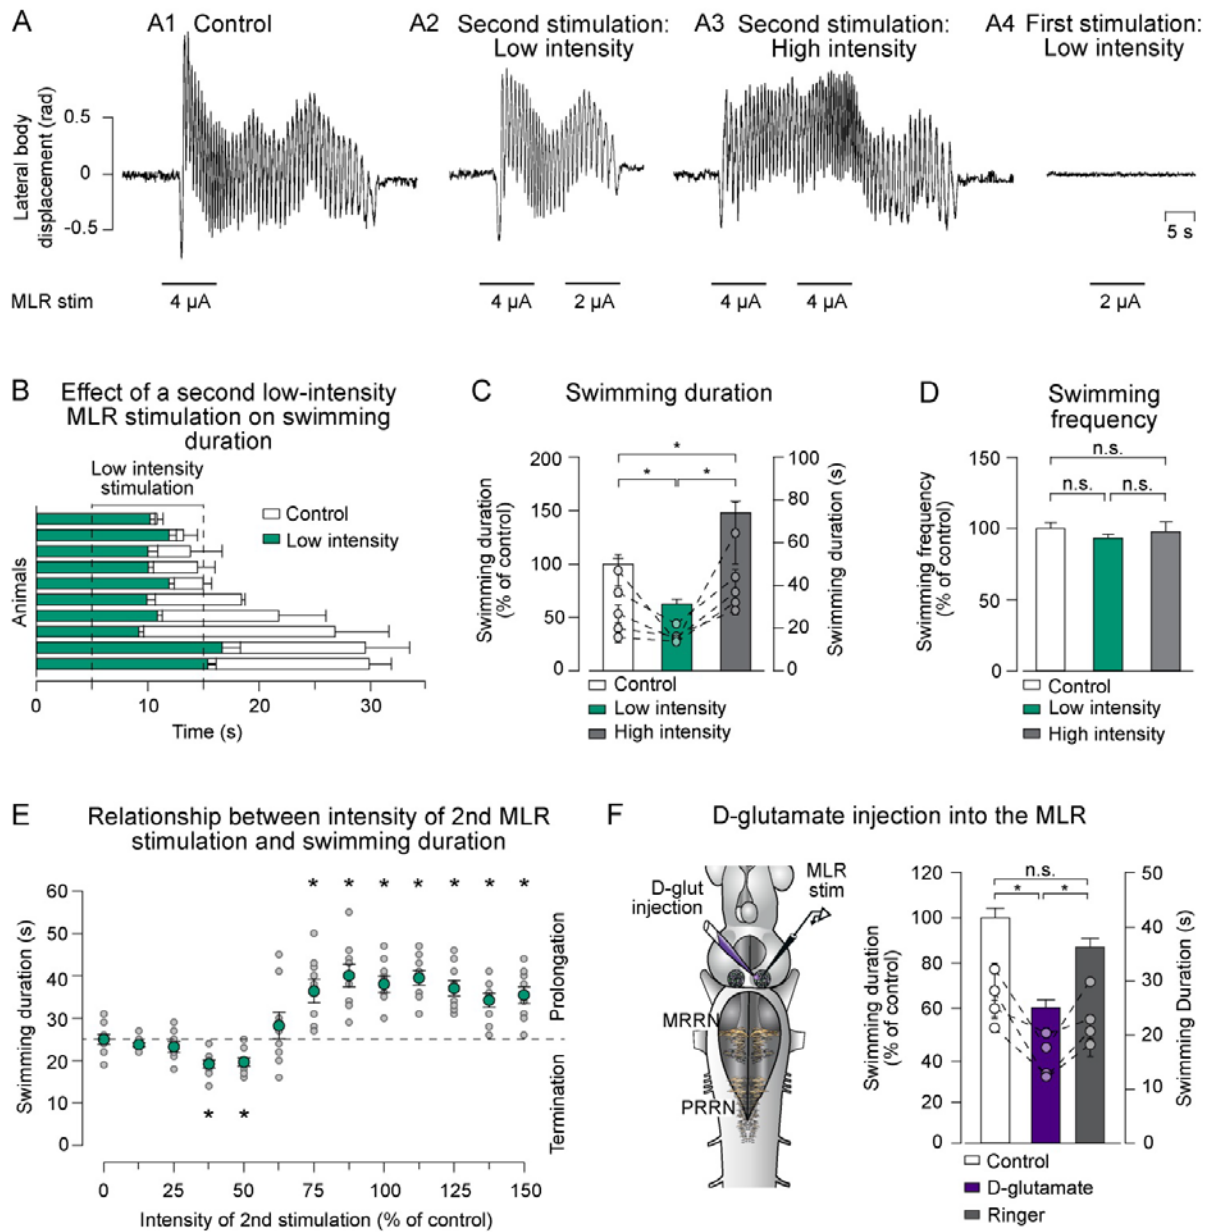 A
A1 Control
A2 Second stimulation:
Low intensity
A3 Second stimulation:
High intensity
A4 First stimulation:
Low intensity
Lateral body
displacement (rad)
0.5
0
-0.5
5 s
MLR stim
4 µA
4 µA
2 µA
4 µA
4 µA
2 µA
B Effect of a second low-intensity
MLR stimulation on swimming
duration
Low intensity
stimulation
Control
Low intensity
Animals
0 10 20 30
Time (s)
C Swimming duration
Swimming duration
(% of control)
200
150
100
50
0
* * *
100
80
60
40
20
0
Swimming duration (s)
Control
Low intensity
High intensity
D Swimming
frequency
Swimming frequency
(% of control)
150
100
50
0
n.s.
n.s. n.s.
Control
Low intensity
High intensity
E Relationship between intensity of 2nd MLR
stimulation and swimming duration
Swimming duration (s)
60
50
40
30
20
10
0
* * * * * * *
* *
Prolongation
Termination
0 25 50 75 100 125 150
Intensity of 2nd stimulation (% of control)
F D-glutamate injection into the MLR
D-glut
injection
MLR
stim
MRRN
PRRN
Swimming duration
(% of control)
120
100
80
60
40
20
0
n.s.
* *
50
40
30
20
10
0
Swimming Duration (s)
Control
D-glutamate
Ringer